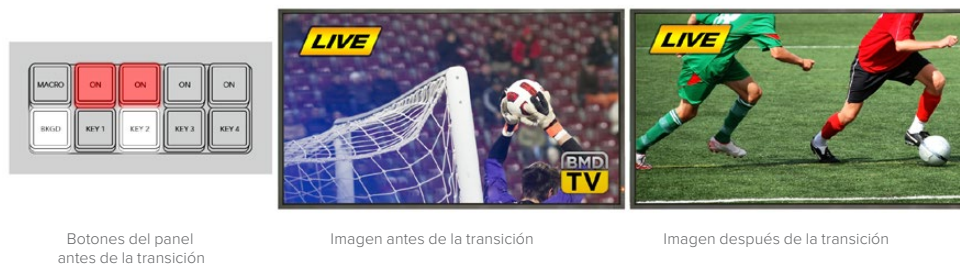 MACRO ON ON ON ON
BKGD KEY 1 KEY 2 KEY 3 KEY 4
LIVE
BMD
TV
LIVE
Botones del panel
antes de la transición
Imagen antes de la transición
Imagen después de la transición